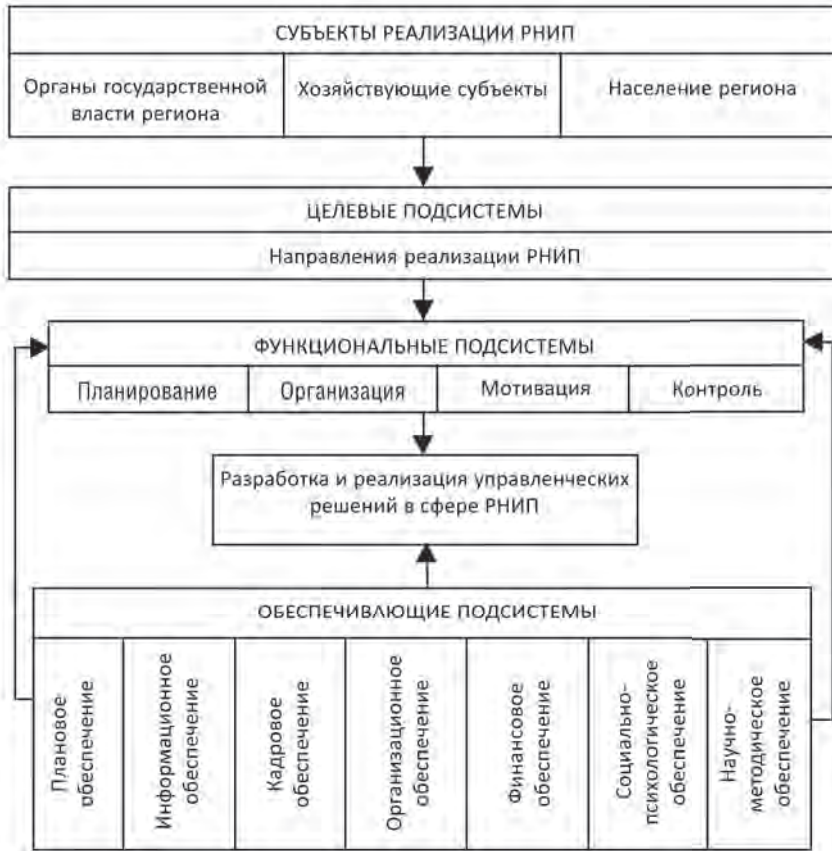 СУБЪЕКТЫ РЕАЛИЗАЦИИ РНИП
Органы государственной
власти региона
Хозяйствующие субъекты
Население региона
ЦЕЛЕВЫЕ ПОДСИСТЕМЫ
Направления реализации РНИП
ФУНКЦИОНАЛЬНЫЕ ПОДСИСТЕМЫ
Планирование
Организация
Мотивация
Контроль
Разработка и реализация управленческих
решений в сфере РНИП
ОБЕСПЕЧИВАЮЩИЕ ПОДСИСТЕМЫ
Плановое
обеспечение
Информационное
обеспечение
Кадровое
обеспечение
Организационное
обеспечение
Финансовое
обеспечение
Социально-
психологическое
обеспечение
Научно-
методическое
обеспечение